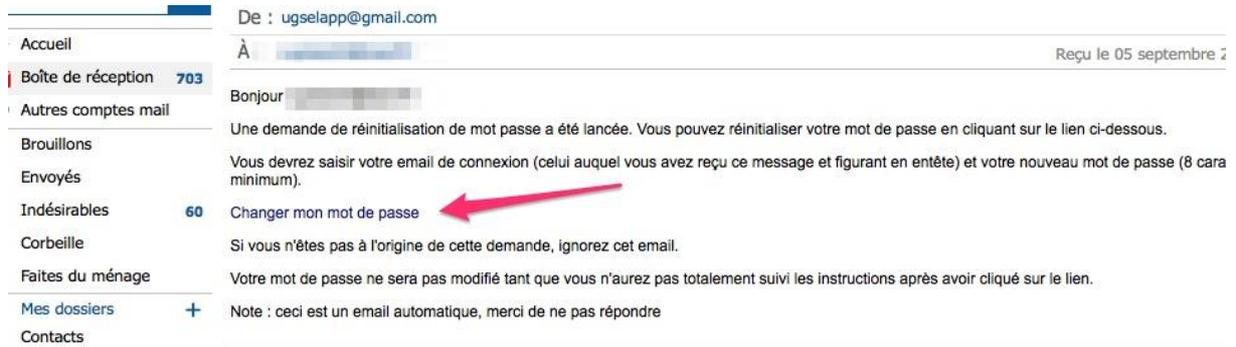 De : ugselapp@gmail.com
Accueil
À
Reçu le 05 septembre
Boîte de réception 703
Autres comptes mail
Brouillons
Envoyés
Indésirables 60
Corbeille
Faites du ménage
Mes dossiers +
Contacts
Bonjour
Une demande de réinitialisation de mot passe a été lancée. Vous pouvez réinitialiser votre mot de passe en cliquant sur le lien ci-dessous.
Vous devrez saisir votre email de connexion (celui auquel vous avez reçu ce message et figurant en entête) et votre nouveau mot de passe (8 cara
minimum).
Changer mon mot de passe
Si vous n'êtes pas à l'origine de cette demande, ignorez cet email.
Votre mot de passe ne sera pas modifié tant que vous n'aurez pas totalement suivi les instructions après avoir cliqué sur le lien.
Note : ceci est un email automatique, merci de ne pas répondre